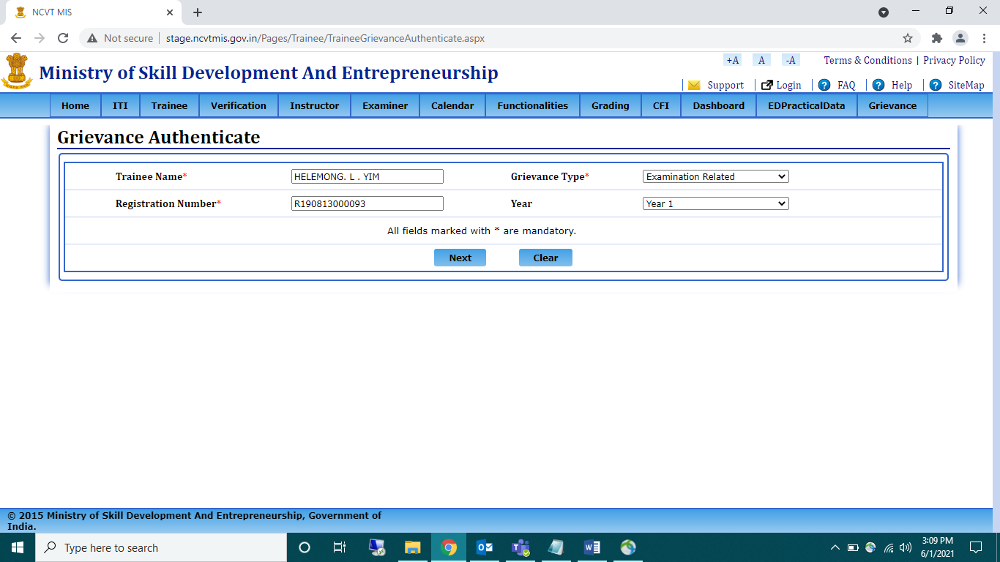 NCVT MIS
Not secure | stage.ncvtmis.gov.in/Pages/Trainee/TraineeGrievanceAuthenticate.aspx
+A A -A Terms & Conditions | Privacy Policy
Ministry of Skill Development And Entrepreneurship
Support Login FAQ Help SiteMap
Home ITI Trainee Verification Instructor Examiner Calendar Functionalities Grading CFI Dashboard EDPracticalData Grievance
Grievance Authenticate
Trainee Name* HELEMONG. L . YIM Grievance Type* Examination Related
Registration Number* R190813000093 Year Year 1
All fields marked with * are mandatory.
Next Clear
© 2015 Ministry of Skill Development And Entrepreneurship, Government of
India.
Type here to search
3:09 PM
6/1/2021